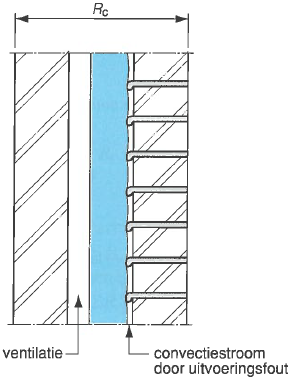 Rc
ventilatie
convectiestroom
door uitvoeringsfout